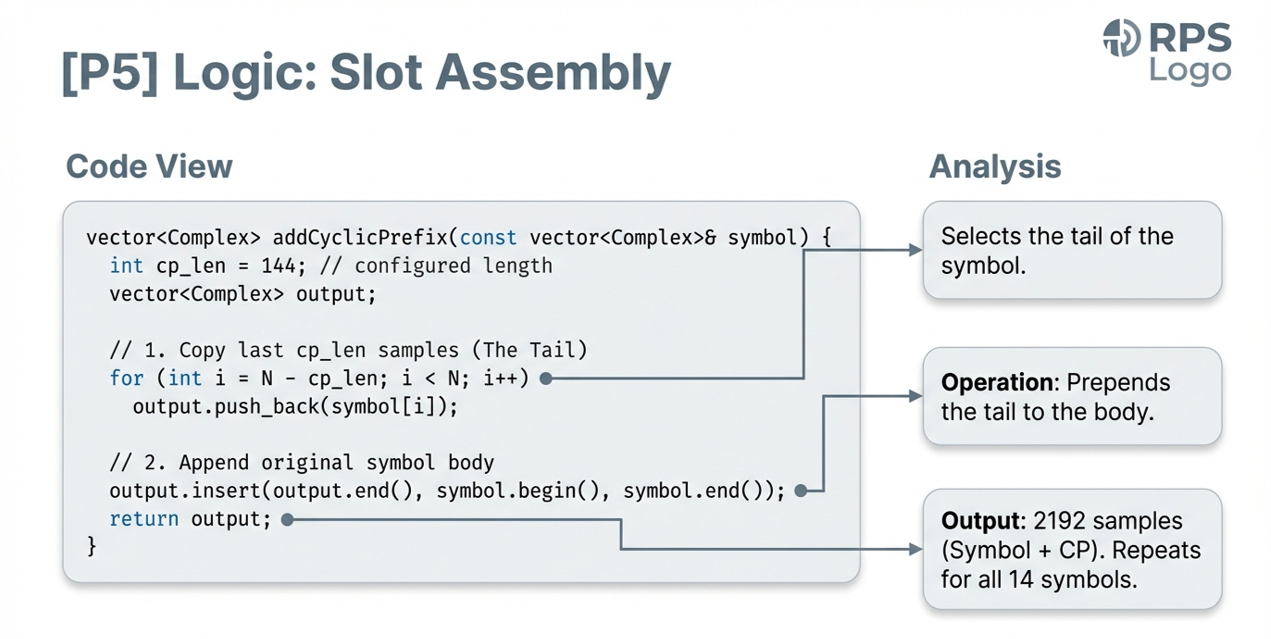 [P5] Logic: Slot Assembly
RPS
Logo
Code View
vector<Complex> addCyclicPrefix(const vector<Complex>& symbol) {
int cp_len = 144; // configured length
vector<Complex> output;
// 1. Copy last cp_len samples (The Tail)
for (int i = N - cp_len; i < N; i++)
output.push_back(symbol[i]);
// 2. Append original symbol body
output.insert(output.end(), symbol.begin(), symbol.end());
return output;
}
Analysis
Selects the tail of the
symbol.
Operation: Prepends
the tail to the body.
Output: 2192 samples
(Symbol + CP). Repeats
for all 14 symbols.